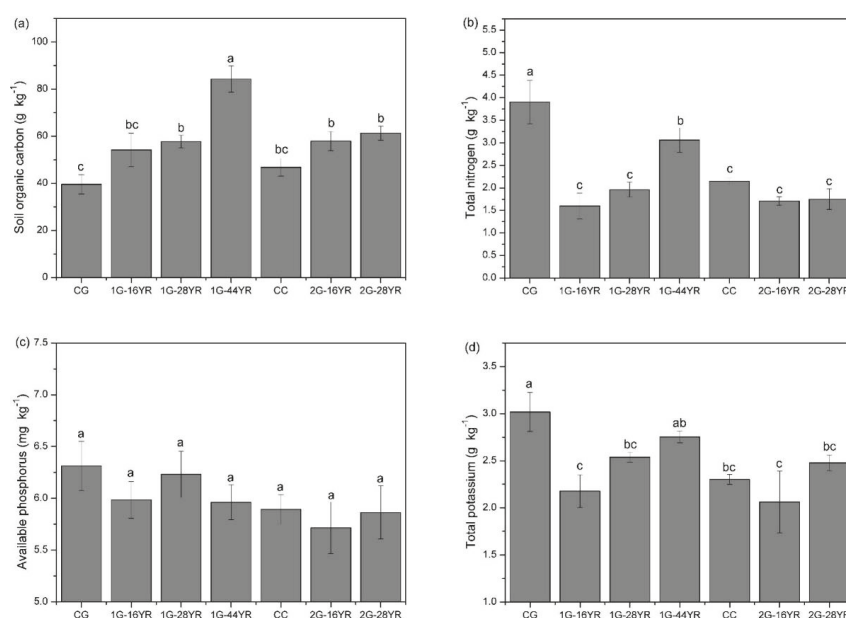 (a)
Soil organic carbon (g kg-1)
100
80
60
40
20
0
c
bc
b
a
bc
b
b
CG 1G-16YR 1G-28YR 1G-44YR CC 2G-16YR 2G-28YR
(b)
Total nitrogen (g kg-1)
5.5
5.0
4.5
4.0
3.5
3.0
2.5
2.0
1.5
1.0
0.5
0.0
a
c
c
b
c
c
c
CG 1G-16YR 1G-28YR 1G-44YR CC 2G-16YR 2G-28YR
(c)
Available phosphorus (mg kg-1)
7.5
7.0
6.5
6.0
5.5
5.0
a
a
a
a
a
a
a
CG 1G-16YR 1G-28YR 1G-44YR CC 2G-16YR 2G-28YR
(d)
Total potassium (g kg-1)
3.5
3.0
2.5
2.0
1.5
1.0
a
c
bc
ab
bc
c
bc
CG 1G-16YR 1G-28YR 1G-44YR CC 2G-16YR 2G-28YR